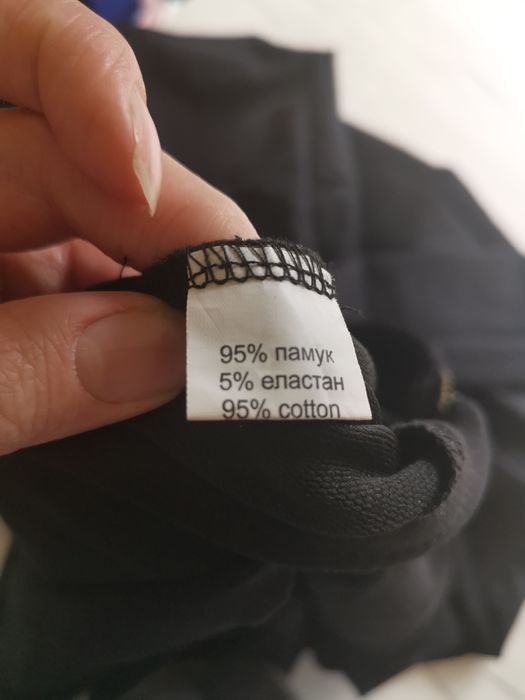 95% памук
5% еластан
95% cotton